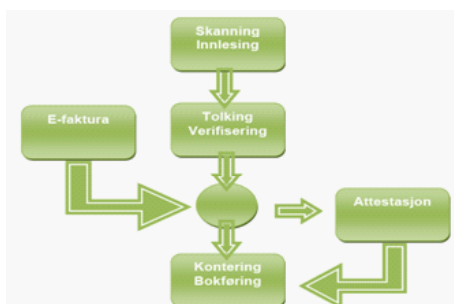 Skanning
Innlesing
E-faktura
Tolking
Verifisering
Attestasjon
Kontering
Bokføring